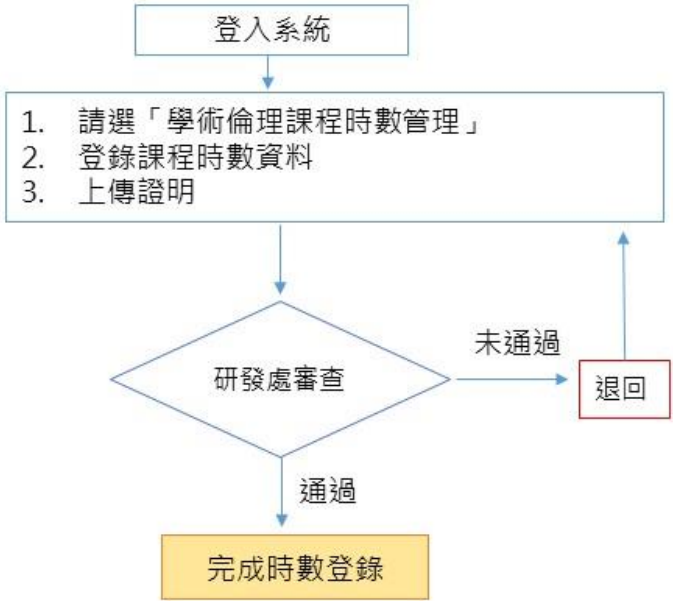 登入系統
1. 請選「學術倫理課程時數管理」
2. 登錄課程時數資料
3. 上傳證明
未通過
研發處審查
退回
通過
完成時數登錄